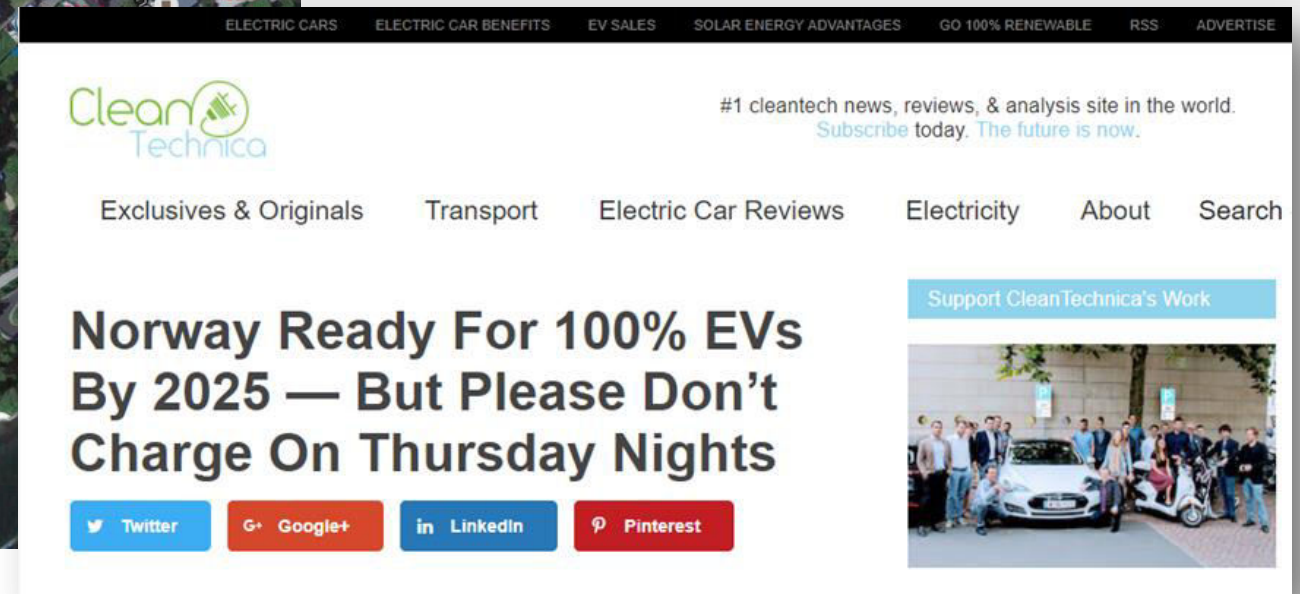 ELECTRIC CARS ELECTRIC CAR BENEFITS EV SALES SOLAR ENERGY ADVANTAGES GO 100% RENEWABLE RSS ADVERTISE
Clean
Technica
#1 cleantech news, reviews, & analysis site in the world.
Subscribe today. The future is now.
Exclusives & Originals Transport Electric Car Reviews Electricity About Search
Norway Ready For 100% EVs
By 2025 — But Please Don't
Charge On Thursday Nights
Twitter
G+ Google+
in LinkedIn
Pinterest
Support CleanTechnica's Work